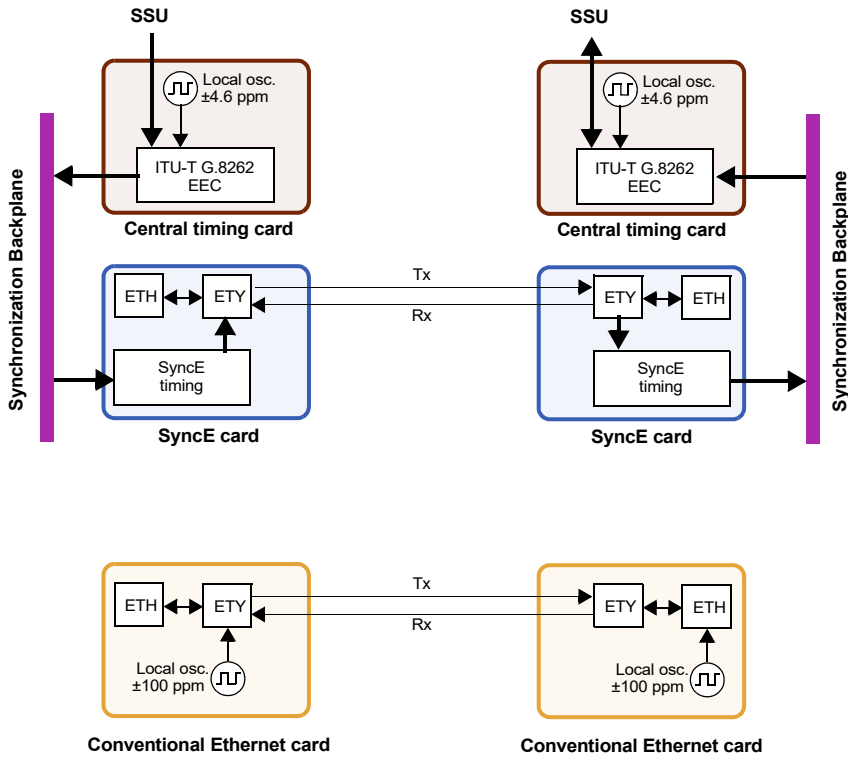 SSU
SSU
Local osc.
±4.6 ppm
Local osc.
±4.6 ppm
ITU-T G.8262
EEC
ITU-T G.8262
EEC
Central timing card
Central timing card
Synchronization Backplane
Synchronization Backplane
ETH
ETY
Tx
Rx
ETY
ETH
SyncE
timing
SyncE
timing
SyncE card
SyncE card
ETH
ETY
Tx
Rx
ETY
ETH
Local osc.
±100 ppm
Local osc.
±100 ppm
Conventional Ethernet card
Conventional Ethernet card